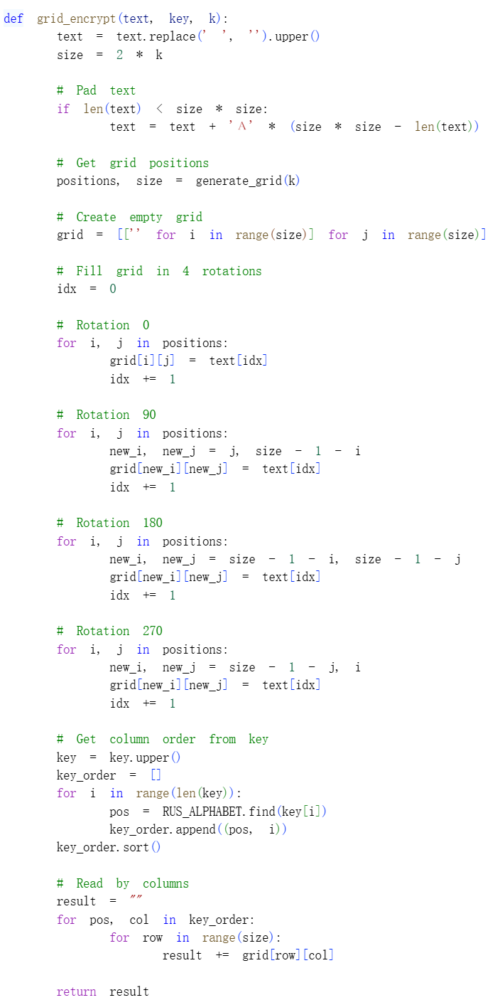 def grid_encrypt(text, key, k):
text = text.replace(' ', '').upper()
size = 2 * k
# Pad text
if len(text) < size * size:
text = text + 'А' * (size * size - len(text))
# Get grid positions
positions, size = generate_grid(k)
# Create empty grid
grid = [['' for i in range(size)] for j in range(size)]
# Fill grid in 4 rotations
idx = 0
# Rotation 0
for i, j in positions:
grid[i][j] = text[idx]
idx += 1
# Rotation 90
for i, j in positions:
new_i, new_j = j, size - 1 - i
grid[new_i][new_j] = text[idx]
idx += 1
# Rotation 180
for i, j in positions:
new_i, new_j = size - 1 - i, size - 1 - j
grid[new_i][new_j] = text[idx]
idx += 1
# Rotation 270
for i, j in positions:
new_i, new_j = size - 1 - j, i
grid[new_i][new_j] = text[idx]
idx += 1
# Get column order from key
key = key.upper()
key_order = []
for i in range(len(key)):
pos = RUS_ALPHABET.find(key[i])
key_order.append((pos, i))
key_order.sort()
# Read by columns
result = ""
for pos, col in key_order:
for row in range(size):
result += grid[row][col]
return result